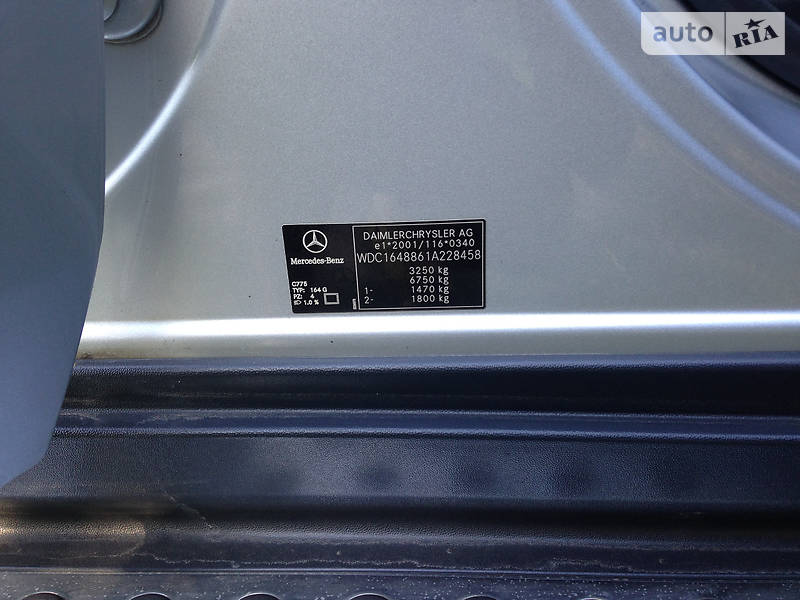 auto RIA
DAIMLERCHRYSLER AG
e1*2001/116*0340
WDC1648861A228458
3250 kg
6750 kg
1- 1470 kg
2- 1800 kg
Mercedes-Benz
C775
TYP: 164 G
PZ: 4
1.0 %